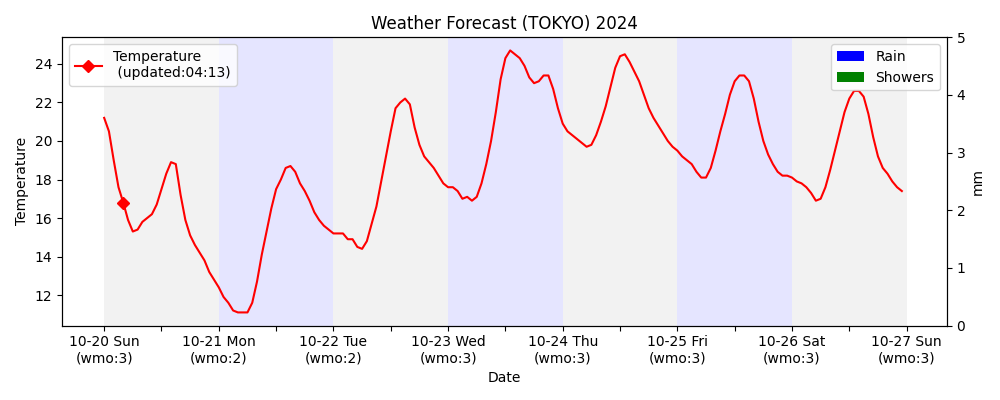 Weather Forecast (TOKYO) 2024
Temperature
(updated:04:13)
Rain
Showers
Temperature
24
22
20
18
16
14
12
5
4
3
2
1
0
mm
10-20 Sun
(wmo:3)
10-21 Mon
(wmo:2)
10-22 Tue
(wmo:2)
10-23 Wed
(wmo:3)
10-24 Thu
(wmo:3)
10-25 Fri
(wmo:3)
10-26 Sat
(wmo:3)
10-27 Sun
(wmo:3)
Date